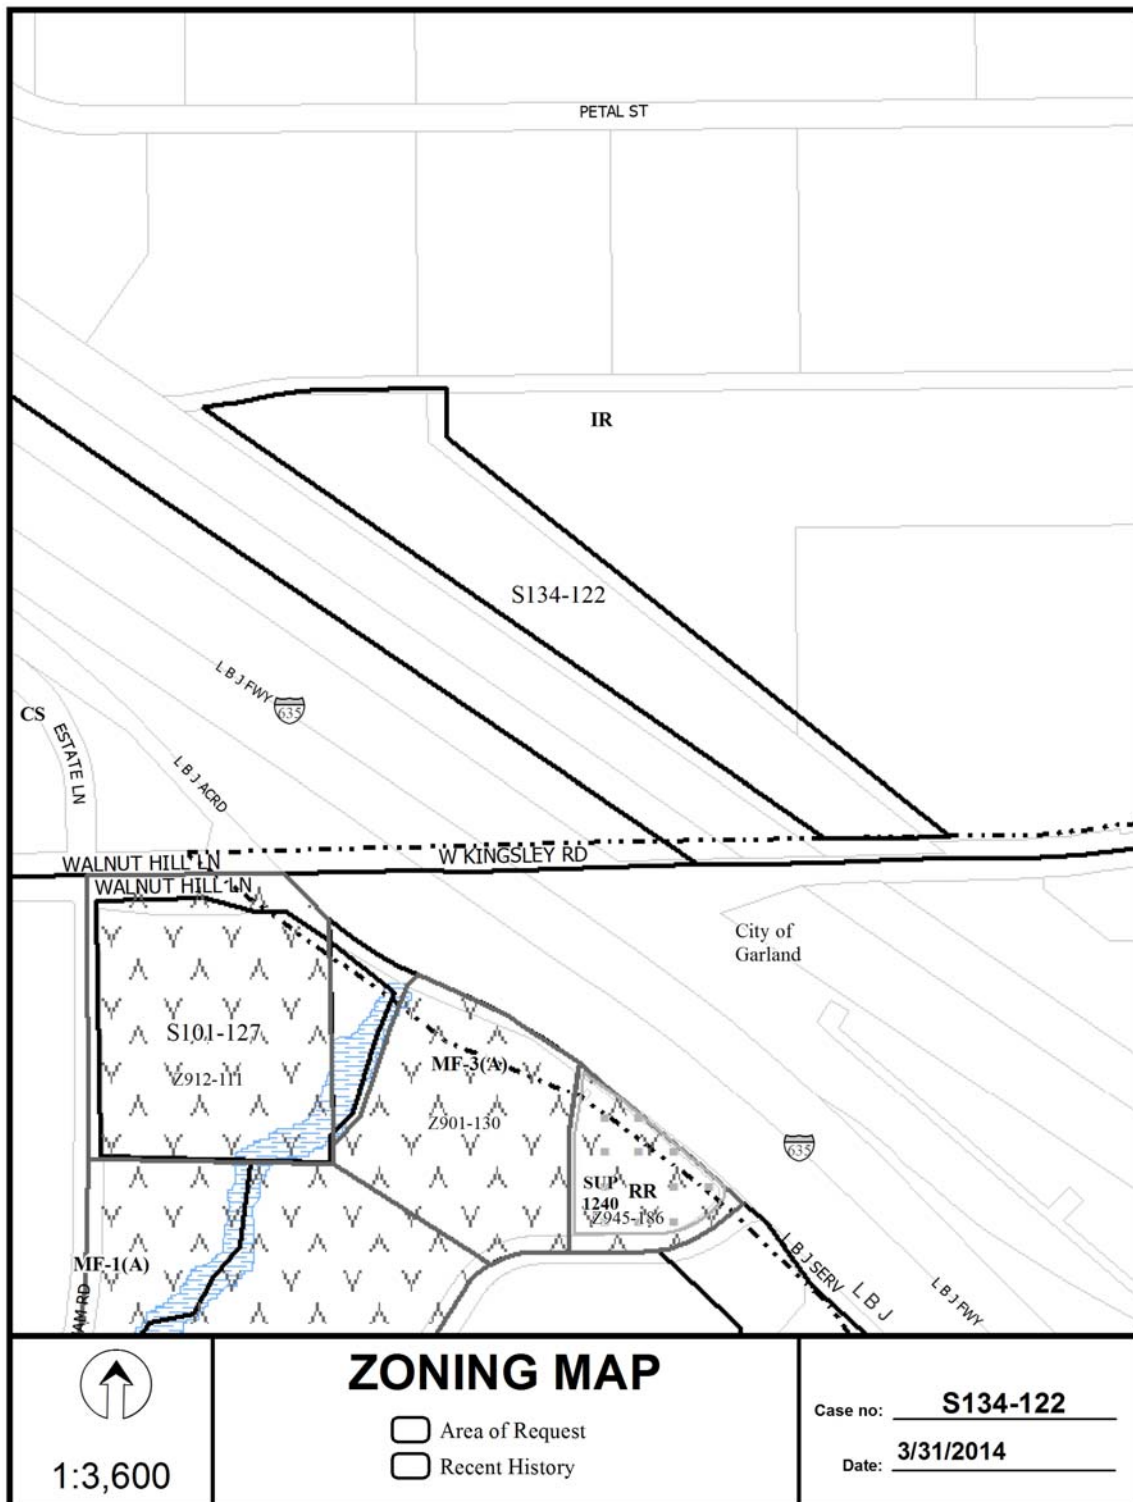 PETAL ST
IR
S134-122
L B J FWY
635
CS
ESTATE LN
L B J ACRD
WALNUT HILL LN
W KINGSLEY RD
WALNUT HILL LN
City of
Garland
S101-127
MF-3(A)
Z912-111
Z901-130
635
SUP
1240
RR
Z945-186
MF-1(A)
AM RD
L B J SERV
L B J
L B J FWY
ZONING MAP
Area of Request
Recent History
1:3,600
Case no: S134-122
Date: 3/31/2014